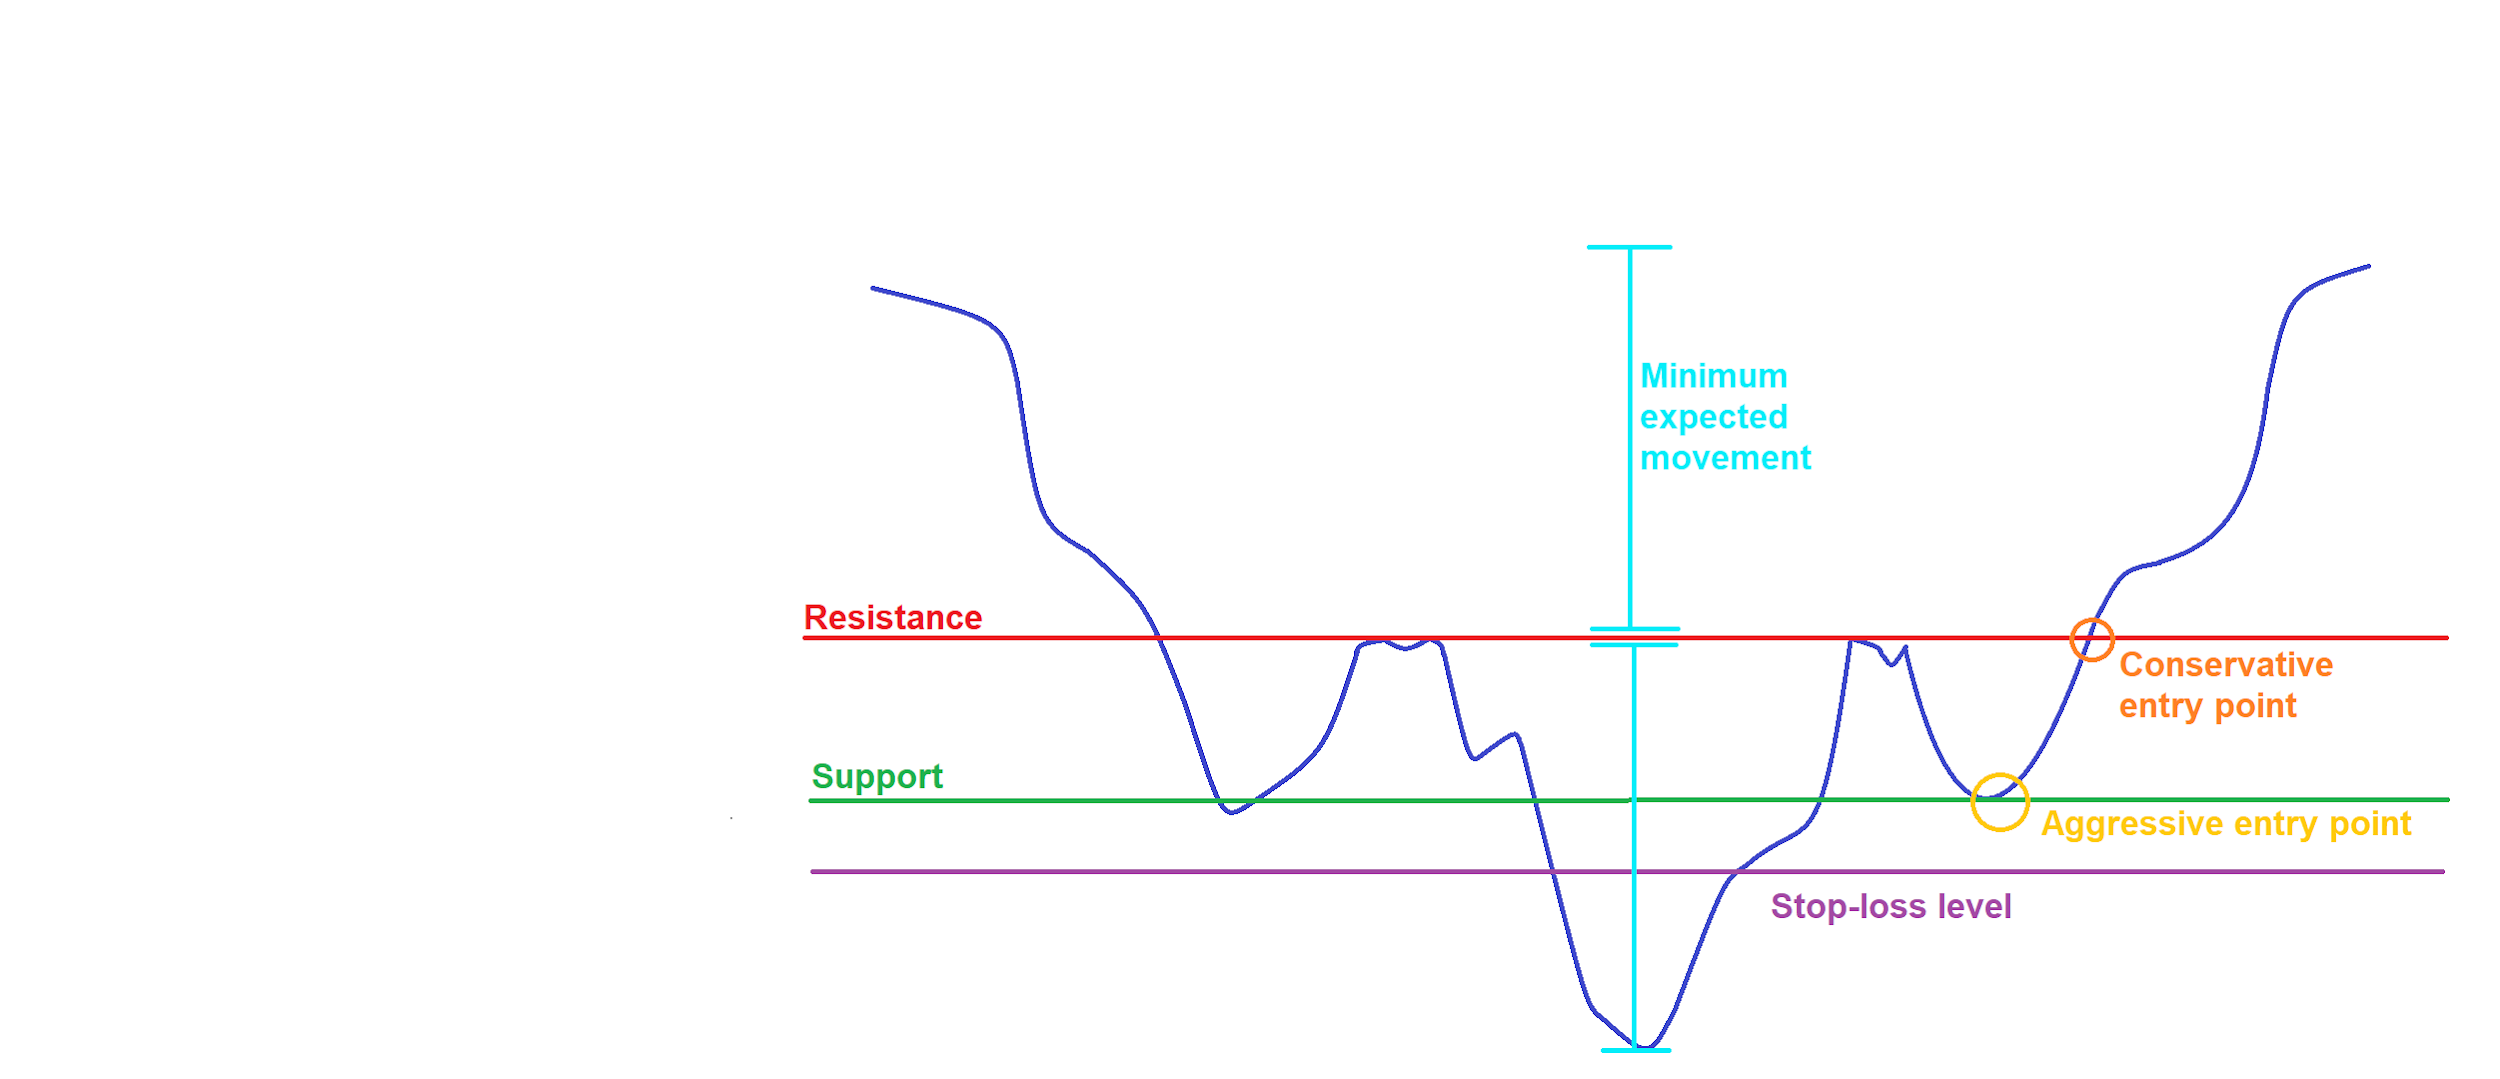 Minimum
expected
movement
Resistance
Conservative
entry point
Support
Aggressive entry point
Stop-loss level